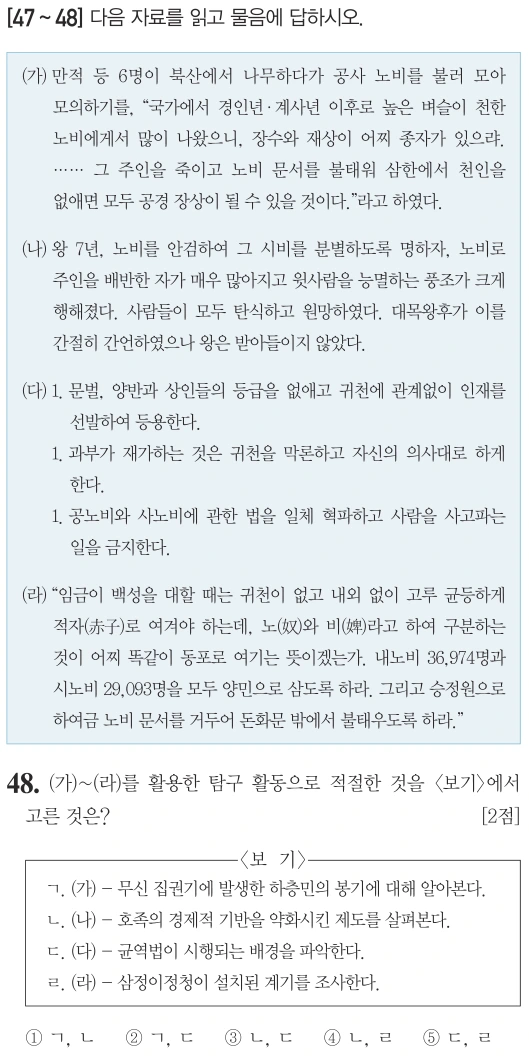 [47~48] 다음 자료를 읽고 물음에 답하시오.
(가) 만적 등 6명이 북산에서 나무하다가 공사 노비를 불러 모아
모의하기를, “국가에서 경인년·계사년 이후로 높은 벼슬이 천한
노비에게서 많이 나왔으니, 장수와 재상이 어찌 종자가 있으랴.
…… 그 주인을 죽이고 노비 문서를 불태워 삼한에서 천인을
없애면 모두 공경 장상이 될 수 있을 것이다.”라고 하였다.
(나) 왕 7년, 노비를 안검하여 그 시비를 분별하도록 명하자, 노비로
주인을 배반한 자가 매우 많아지고 윗사람을 능멸하는 풍조가 크게
행해졌다. 사람들이 모두 탄식하고 원망하였다. 대목왕후가 이를
간절히 간언하였으나 왕은 받아들이지 않았다.
(다) 1. 문벌, 양반과 상인들의 등급을 없애고 귀천에 관계없이 인재를
선발하여 등용한다.
1. 과부가 재가하는 것은 귀천을 막론하고 자신의 의사대로 하게
한다.
1. 공노비와 사노비에 관한 법을 일체 혁파하고 사람을 사고파는
일을 금지한다.
(라) “임금이 백성을 대할 때는 귀천이 없고 내외 없이 고루 균등하게
적자(赤子)로 여겨야 하는데, 노(奴)와 비(婢)라고 하여 구분하는
것이 어찌 똑같이 동포로 여기는 뜻이겠는가. 내노비 36,974명과
시노비 29,093명을 모두 양민으로 삼도록 하라. 그리고 승정원으로
하여금 노비 문서를 거두어 돈화문 밖에서 불태우도록 하라.”
48. (가)~(라)를 활용한 탐구 활동으로 적절한 것을 〈보기〉에서
고른 것은? [2점]
〈보 기〉
ㄱ. (가) - 무신 집권기에 발생한 하층민의 봉기에 대해 알아본다.
ㄴ. (나) - 호족의 경제적 기반을 약화시킨 제도를 살펴본다.
ㄷ. (다) - 균역법이 시행되는 배경을 파악한다.
ㄹ. (라) - 삼정이정청이 설치된 계기를 조사한다.
① ㄱ, ㄴ ② ㄱ, ㄷ ③ ㄴ, ㄷ ④ ㄴ, ㄹ ⑤ ㄷ, ㄹ